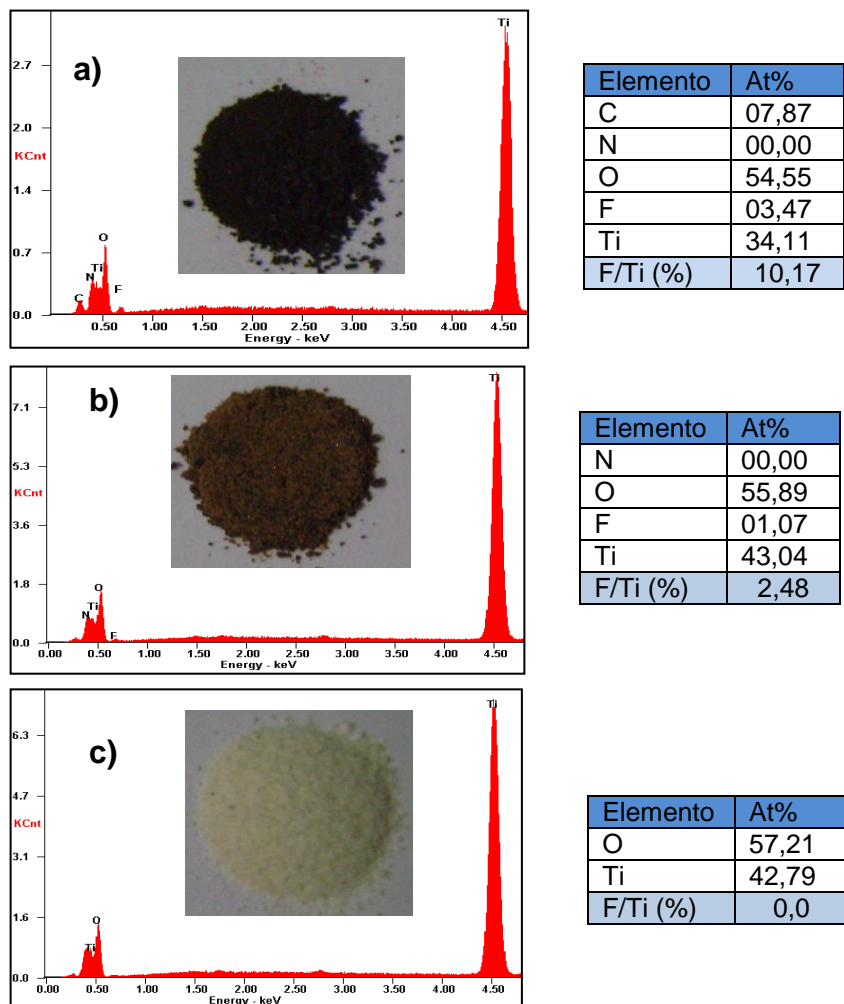 a)
KCnt
2.7
2.0
1.4
0.7
0.0
C
N
Ti
O
F
Ti
0.50 1.00 1.50 2.00 2.50 3.00 3.50 4.00 4.50
Energy - keV
Elemento At%
C 07,87
N 00,00
O 54,55
F 03,47
Ti 34,11
F/Ti (%) 10,17
b)
KCnt
7.1
5.3
3.6
1.8
0.0
N
Ti
O
F
Ti
0.00 0.50 1.00 1.50 2.00 2.50 3.00 3.50 4.00 4.50
Energy - keV
Elemento At%
N 00,00
O 55,89
F 01,07
Ti 43,04
F/Ti (%) 2,48
c)
KCnt
6.3
4.7
3.1
1.6
0.0
Ti
O
Ti
0.00 0.50 1.00 1.50 2.00 2.50 3.00 3.50 4.00 4.50
Energy - keV
Elemento At%
O 57,21
Ti 42,79
F/Ti (%) 0,0